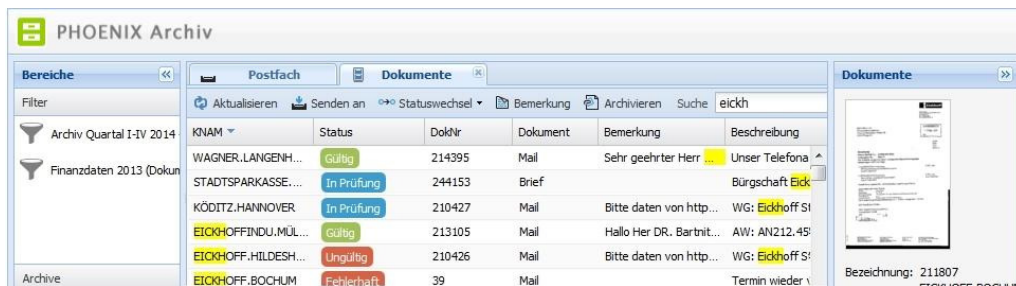 PHOENIX Archiv
Bereiche
Postfach
Dokumente
Dokumente
Filter
Aktualisieren Senden an Statuswechsel Bemerkung Archivieren Suche eickh
Archiv Quartal I-IV 2014
Finanzdaten 2013 (Dokun
KNAM Status DokNr Dokument Bemerkung Beschreibung
WAGNER.LANGENH... Gültig 214395 Mail Sehr geehrter Herr ... Unser Telefona
STADTSPARKASSE.... In Prüfung 244153 Brief Bürgschaft Eick
KÖDITZ.HANNOVER In Prüfung 210427 Mail Bitte daten von http... WG: Eickhoff St
EICKHOFFINDU.MÜL... Gültig 213105 Mail Hallo Her DR. Bartnit... AW: AN212.45
EICKHOFF.HILDESH... Ungültig 210426 Mail Bitte daten von http... WG: Eickhoff S
EICKHOFF.BOCHUM Fehlerhaft 39 Mail Termin wieder
Archive
Bezeichnung: 211807
EICKHOFF.BOCHUM